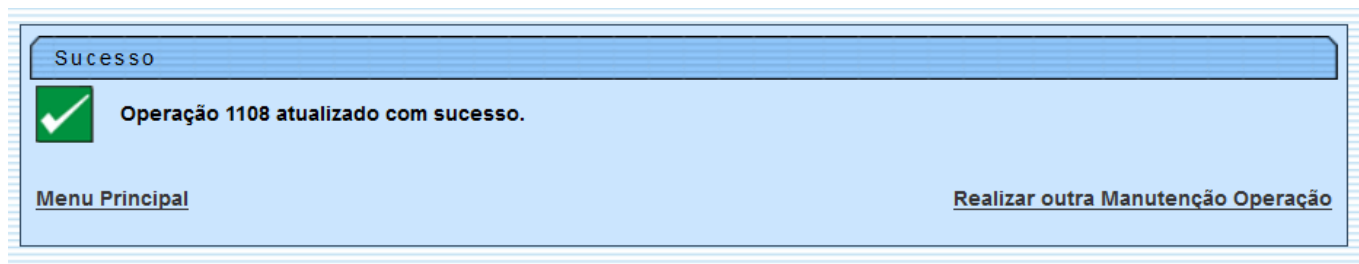 Sucesso
Operação 1108 atualizado com sucesso.
Menu Principal
Realizar outra Manutenção Operação